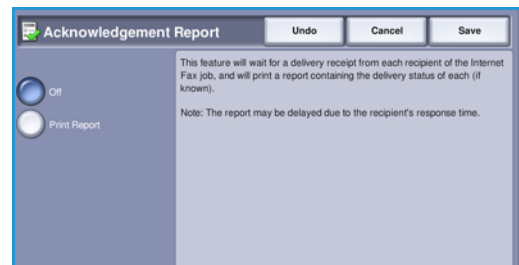 Acknowledgement Report
Undo
Cancel
Save
This feature will wait for a delivery receipt from each recipient of the Internet
Fax job, and will print a report containing the delivery status of each (if
known).
Note: The report may be delayed due to the recipient's response time.
Off
Print Report